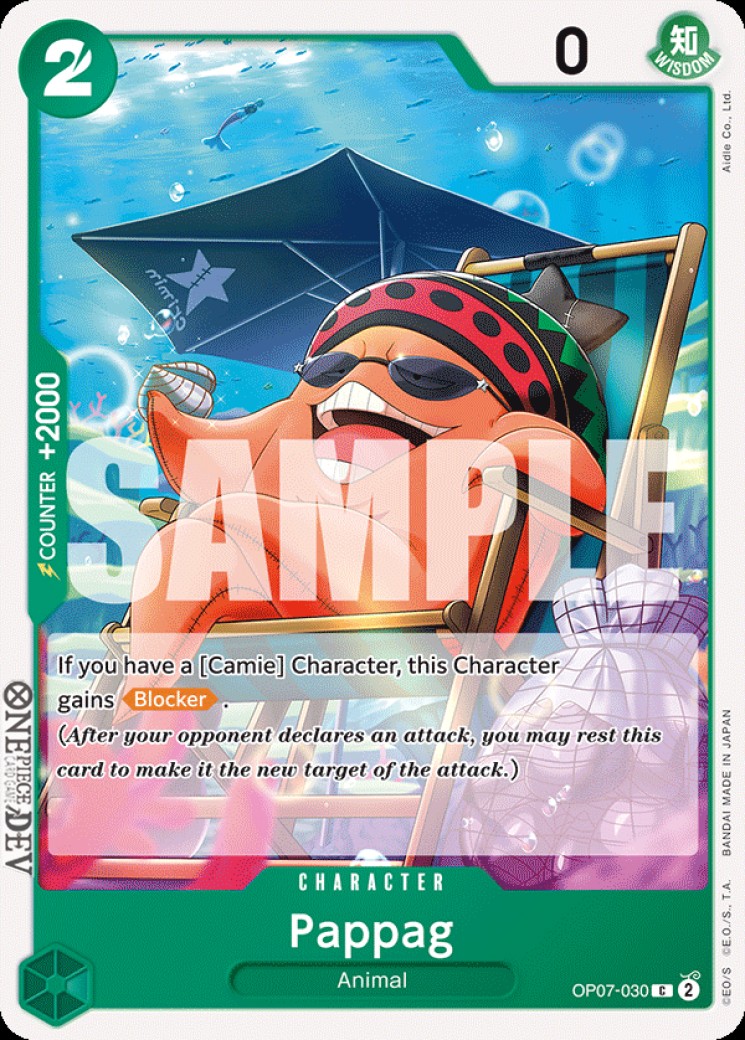 2
0
知
WISDOM
Aidle Co., Ltd.
criminal
COUNTER +2000
SAMPLE
If you have a [Camie] Character, this Character
gains Blocker .
(After your opponent declares an attack, you may rest this
card to make it the new target of the attack.)
ONE PIECE
CARD GAME
/DEV
BANDAI MADE IN JAPAN
©E.O./S., T.A.
©EO/S
CHARACTER
Pappag
Animal
OP07-030 C 2